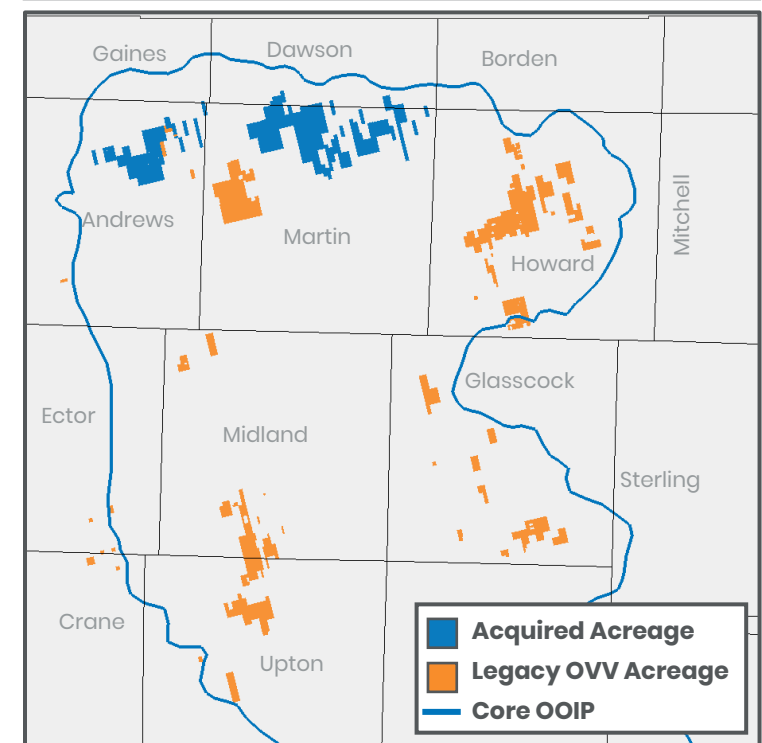 Gaines
Dawson
Borden
Andrews
Martin
Howard
Mitchell
Ector
Midland
Glasscock
Sterling
Crane
Upton
Acquired Acreage
Legacy OVV Acreage
Core OOIP